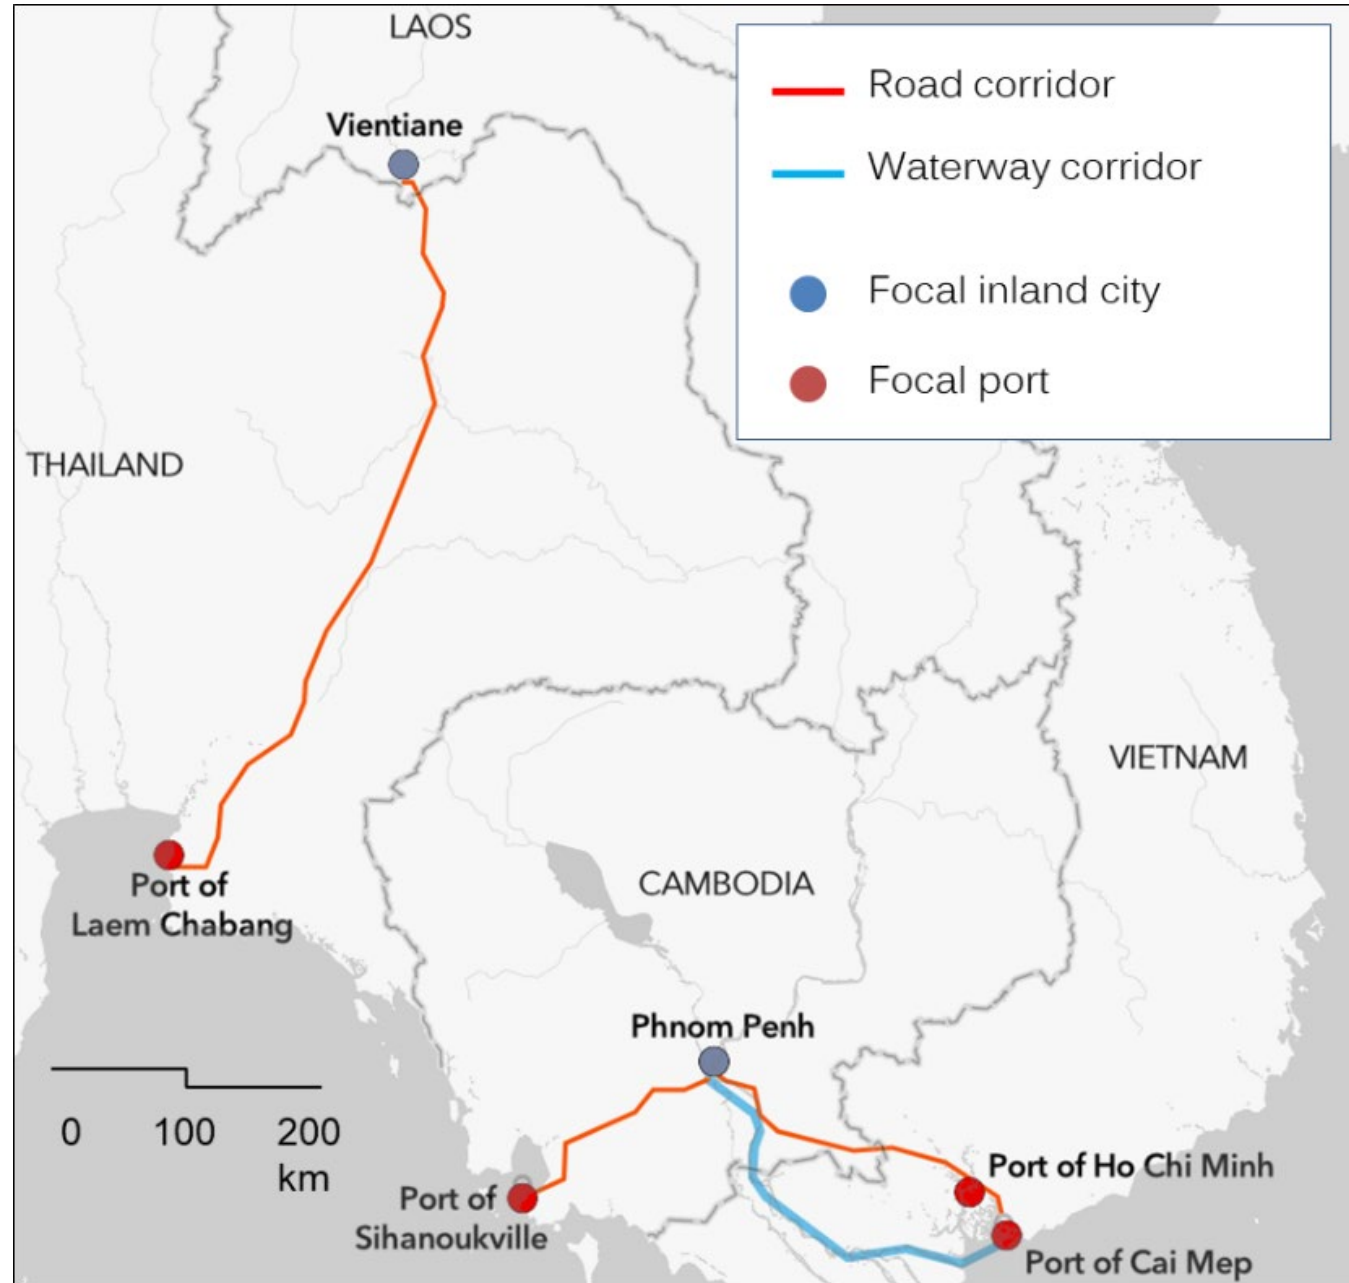 LAOS
Vientiane
Road corridor
Waterway corridor
Focal inland city
Focal port
THAILAND
VIETNAM
Port of
Laem Chabang
CAMBODIA
Phnom Penh
0 100 200
km
Port of Ho Chi Minh
Port of
Sihanoukville
Port of Cai Mep